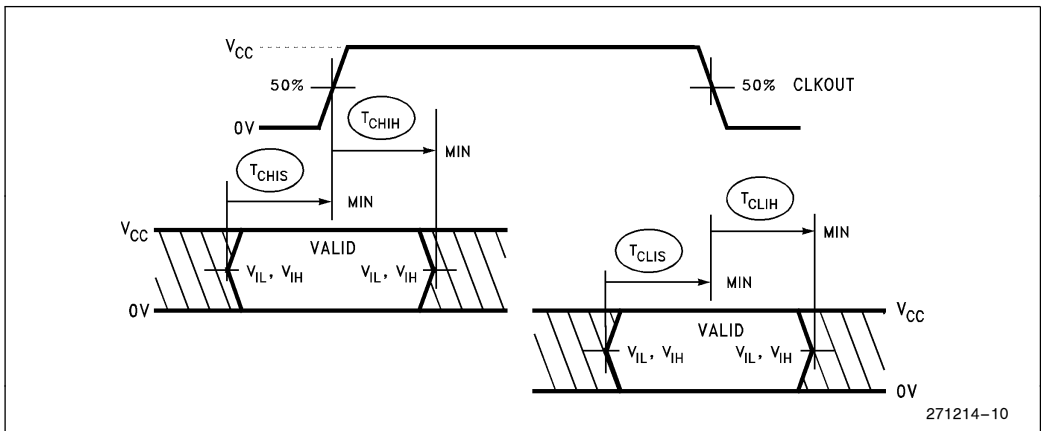 VCC
50%
50% CLKOUT
0V
TCHIH
MIN
TCHIS
MIN
VCC
VALID
VIL, VIH
VIL, VIH
0V
TCLIH
MIN
TCLIS
MIN
VCC
VALID
VIL, VIH
VIL, VIH
0V
271214-10